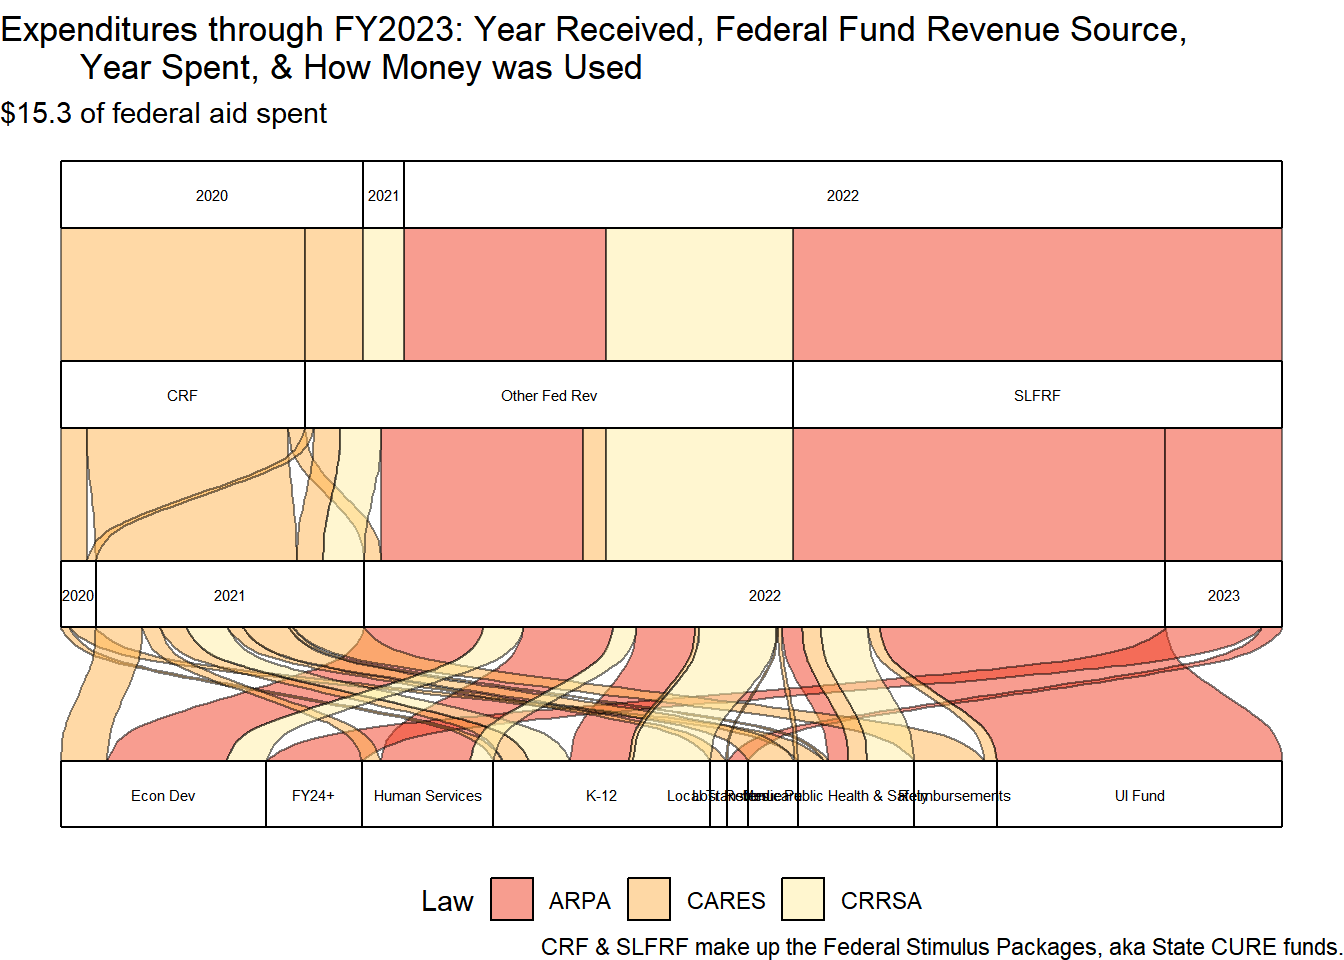 Expenditures through FY2023: Year Received, Federal Fund Revenue Source,
Year Spent, & How Money was Used
$15.3 of federal aid spent
2020 2021 2022
CRF Other Fed Rev SLFRF
2020 2021 2022 2023
Econ Dev FY24+ Human Services K-12 Public Health & Safety Reimbursements UI Fund
Law ARPA CARES CRRSA
CRF & SLFRF make up the Federal Stimulus Packages, aka State CURE funds.